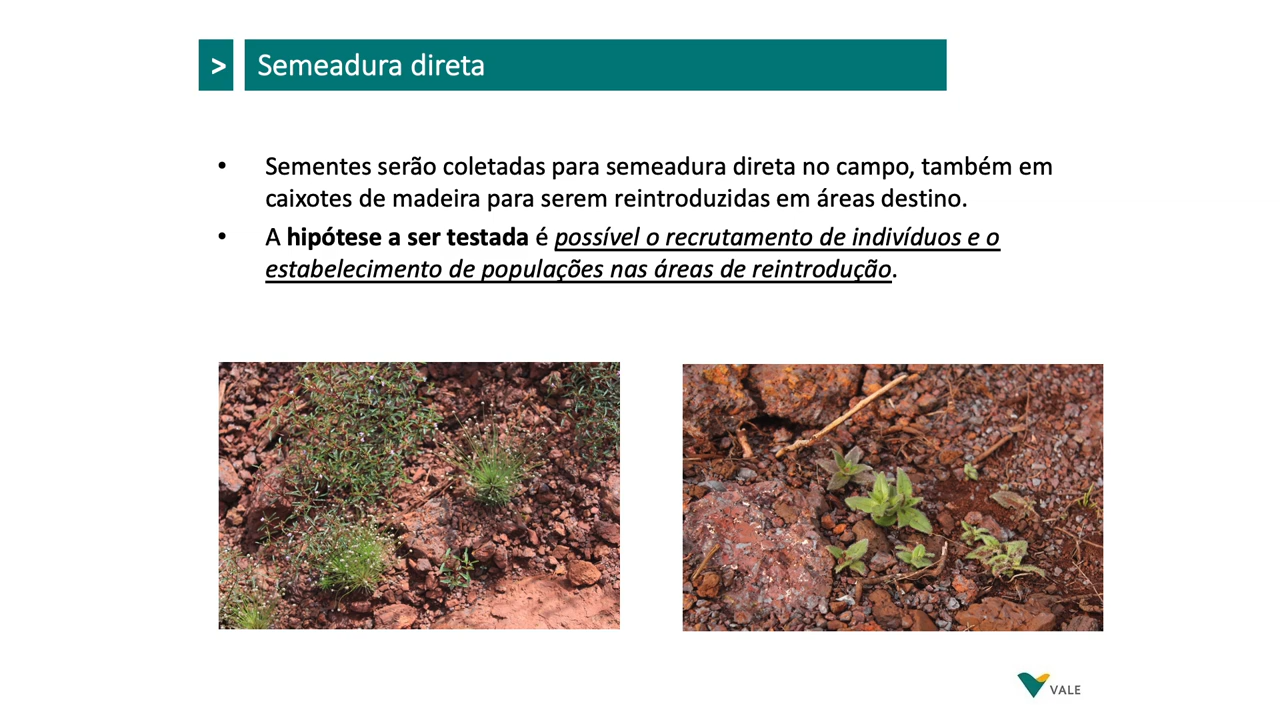 > Semeadura direta
• Sementes serão coletadas para semeadura direta no campo, também em
caixotes de madeira para serem reintroduzidas em áreas destino.
• A hipótese a ser testada é possível o recrutamento de indivíduos e o
estabelecimento de populações nas áreas de reintrodução.
VALE